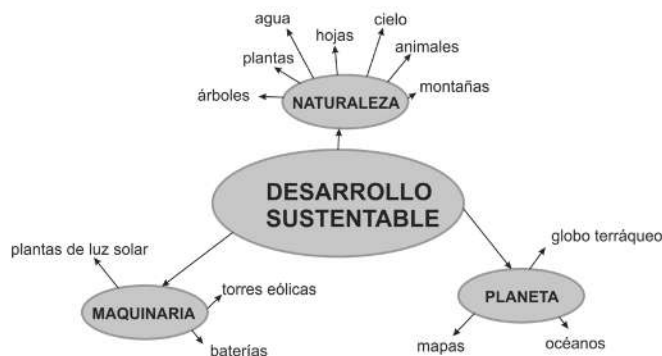 agua
hojas
cielo
plantas
animales
árboles
NATURALEZA
montañas
DESARROLLO
SUSTENTABLE
plantas de luz solar
torres eólicas
MAQUINARIA
baterías
globo terráqueo
PLANETA
mapas
océanos